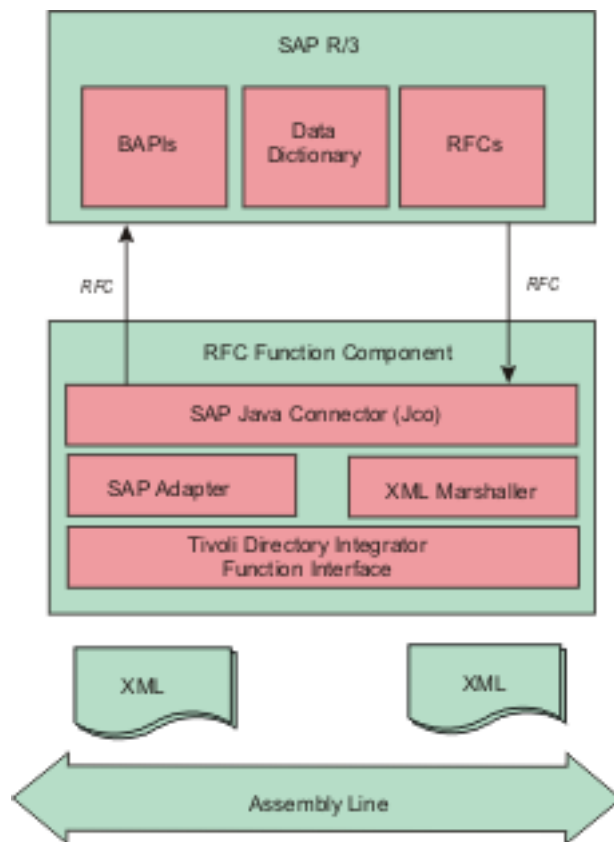 SAP R/3
BAPIs
Data
Dictionary
RFCs
RFC
RFC
RFC Function Component
SAP Java Connector (Jco)
SAP Adapter
XML Marshaller
Tivoli Directory Integrator
Function Interface
XML
XML
Assembly Line